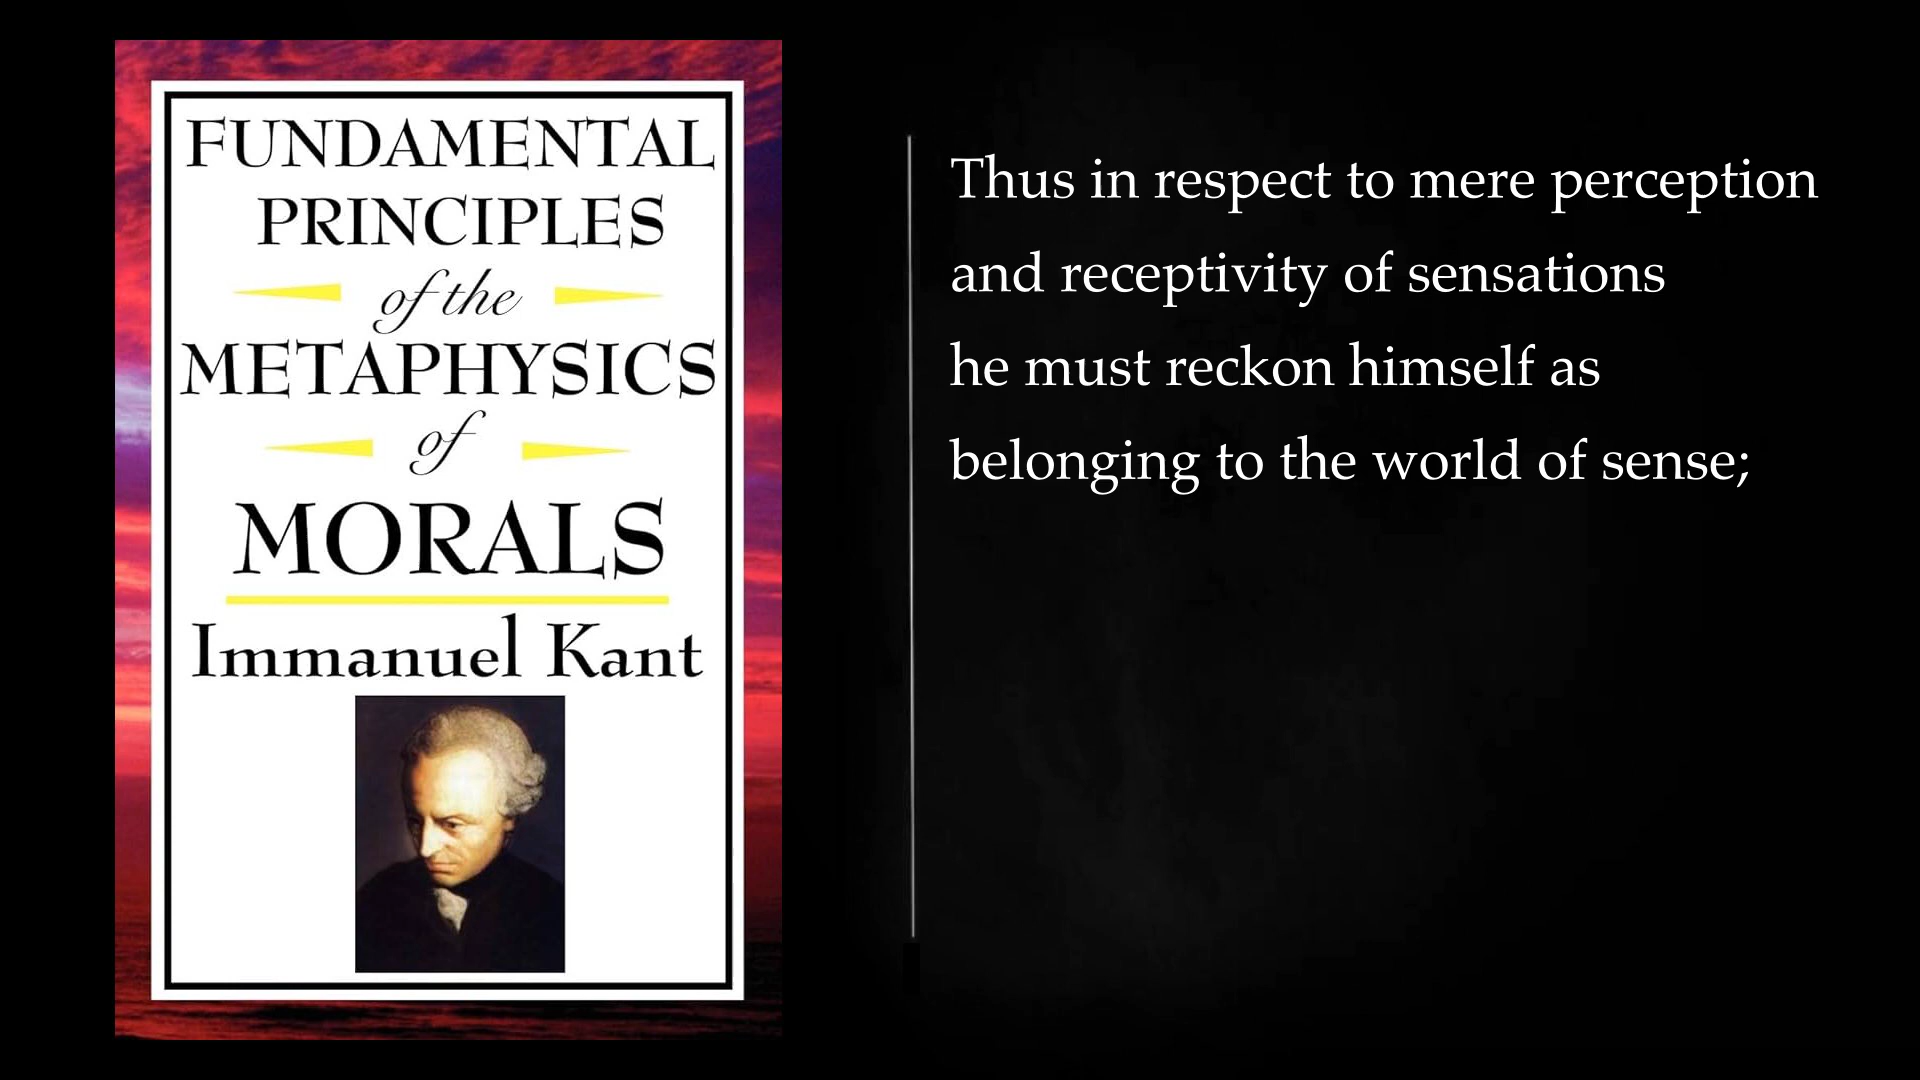 FUNDAMENTAL
PRINCIPLES
of the
METAPHYSICS
of
MORALS
Immanuel Kant
Thus in respect to mere perception
and receptivity of sensations
he must reckon himself as
belonging to the world of sense;